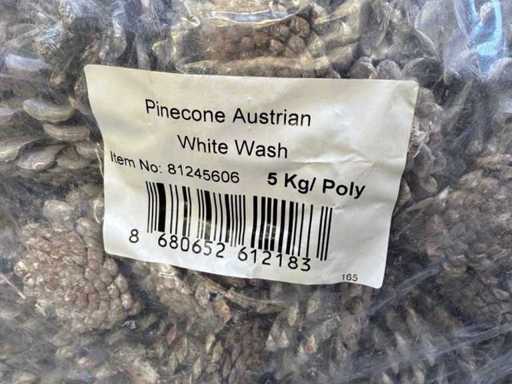 Pinecone Austrian
White Wash
Item No: 81245606 5 Kg/ Poly
8 680652 612183
165